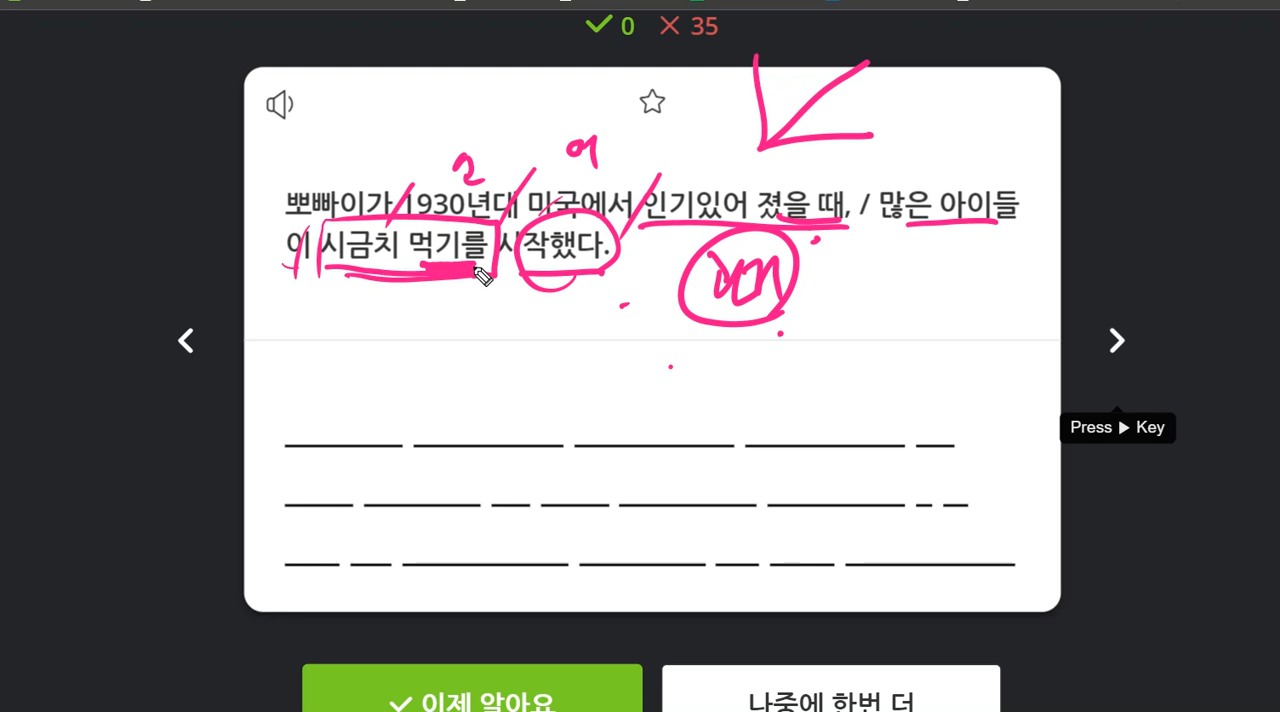 0 35
어
뽀빠이가 1930년대 미국에서 인기있어 졌을 때, / 많은 아이들
이 시금치 먹기를 시작했다.
Press ▶ Key
이제 알아요
나중에 한번 더